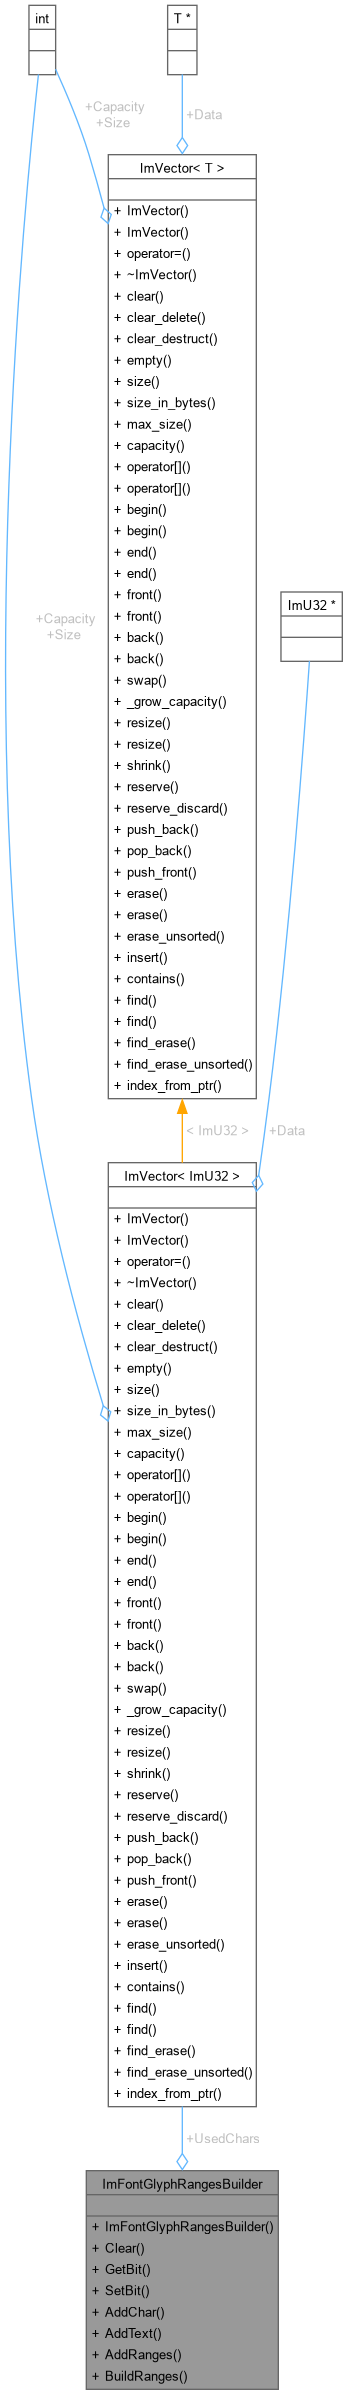 int
T *
+Capacity
+Size
+Data
ImVector< T >
+ ImVector()
+ ImVector()
+ operator=()
+ ~ImVector()
+ clear()
+ clear_delete()
+ clear_destruct()
+ empty()
+ size()
+ size_in_bytes()
+ max_size()
+ capacity()
+ operator[]()
+ operator[]()
+ begin()
+ begin()
+ end()
+ end()
+ front()
+ front()
+ back()
+ back()
+ swap()
+ _grow_capacity()
+ resize()
+ resize()
+ shrink()
+ reserve()
+ reserve_discard()
+ push_back()
+ pop_back()
+ push_front()
+ erase()
+ erase()
+ erase_unsorted()
+ insert()
+ contains()
+ find()
+ find()
+ find_erase()
+ find_erase_unsorted()
+ index_from_ptr()
+Capacity
+Size
ImU32 *
< ImU32 >
+Data
ImVector< ImU32 >
+ ImVector()
+ ImVector()
+ operator=()
+ ~ImVector()
+ clear()
+ clear_delete()
+ clear_destruct()
+ empty()
+ size()
+ size_in_bytes()
+ max_size()
+ capacity()
+ operator[]()
+ operator[]()
+ begin()
+ begin()
+ end()
+ end()
+ front()
+ front()
+ back()
+ back()
+ swap()
+ _grow_capacity()
+ resize()
+ resize()
+ shrink()
+ reserve()
+ reserve_discard()
+ push_back()
+ pop_back()
+ push_front()
+ erase()
+ erase()
+ erase_unsorted()
+ insert()
+ contains()
+ find()
+ find()
+ find_erase()
+ find_erase_unsorted()
+ index_from_ptr()
+UsedChars
ImFontGlyphRangesBuilder
+ ImFontGlyphRangesBuilder()
+ Clear()
+ GetBit()
+ SetBit()
+ AddChar()
+ AddText()
+ AddRanges()
+ BuildRanges()